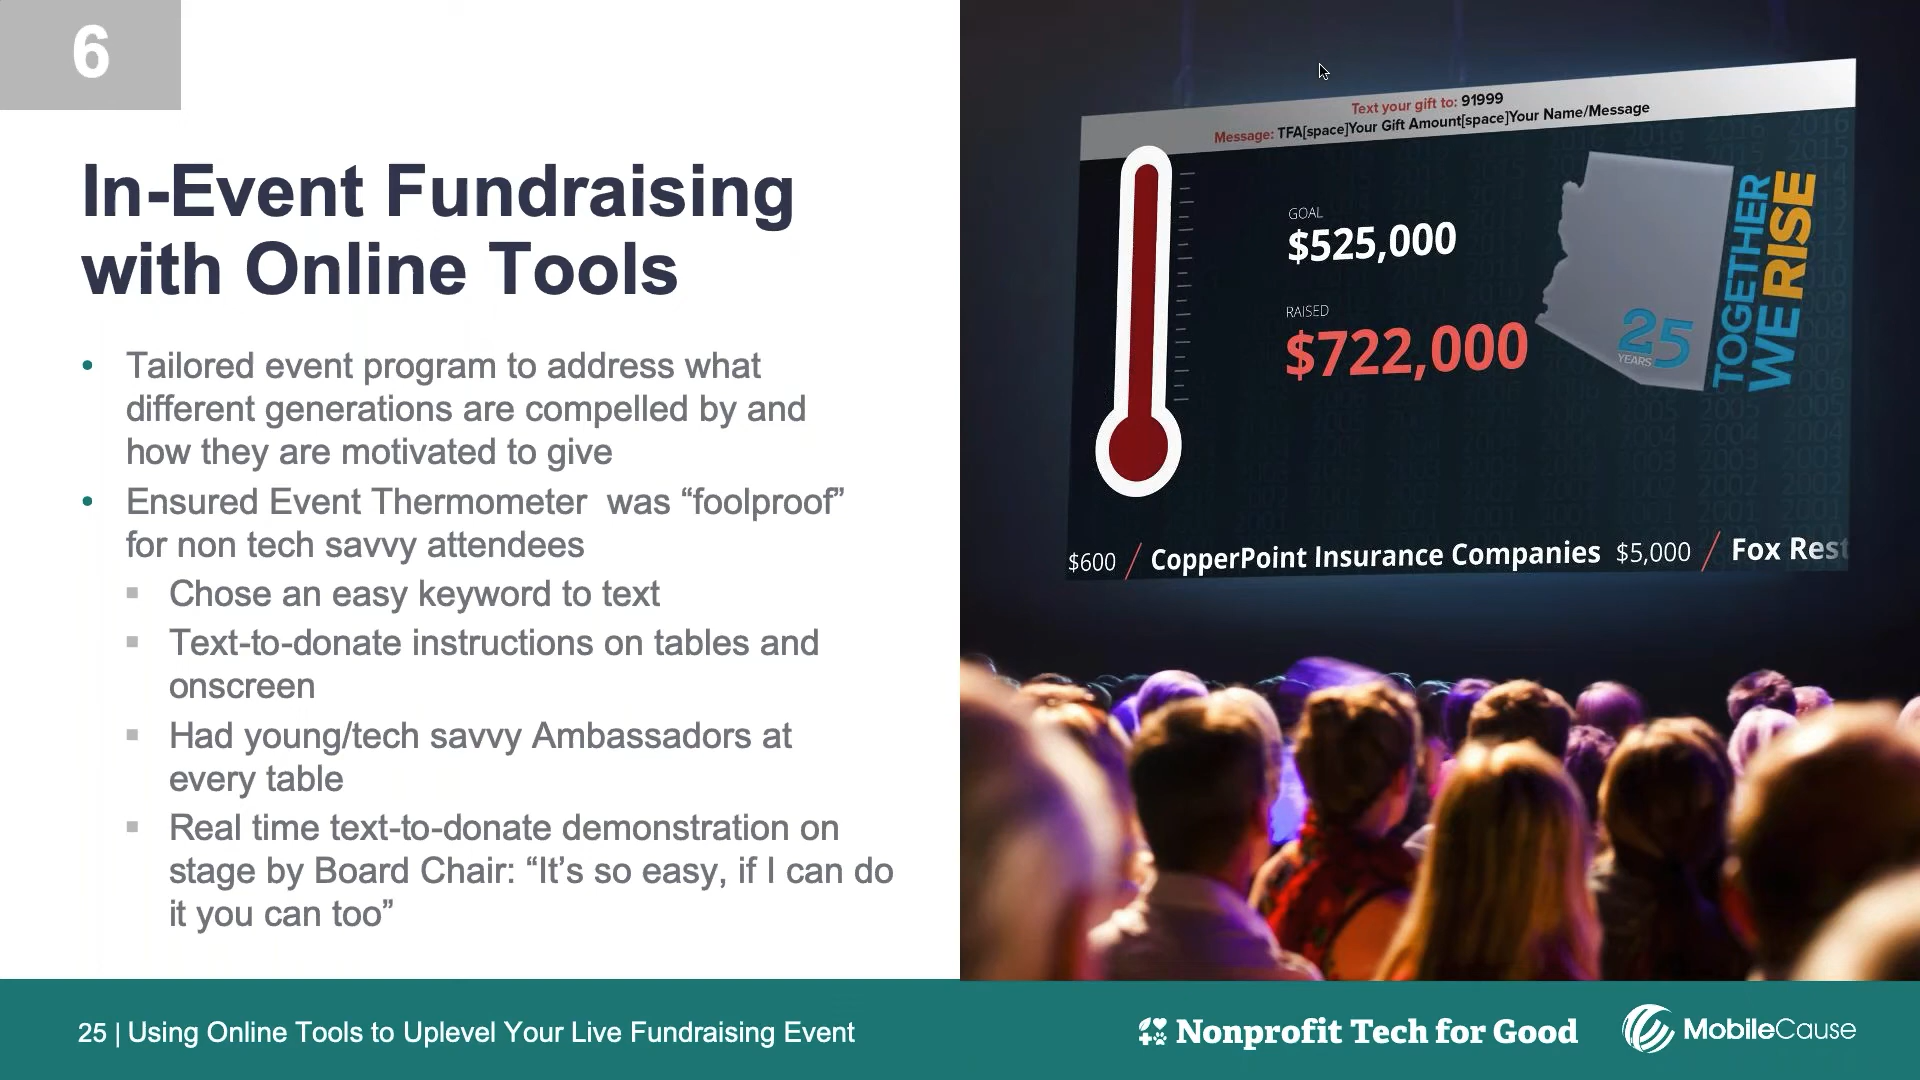 6
In-Event Fundraising
with Online Tools
• Tailored event program to address what
different generations are compelled by and
how they are motivated to give
• Ensured Event Thermometer was “foolproof”
for non tech savvy attendees
▪ Chose an easy keyword to text
▪ Text-to-donate instructions on tables and
onscreen
▪ Had young/tech savvy Ambassadors at
every table
▪ Real time text-to-donate demonstration on
stage by Board Chair: “It’s so easy, if I can do
it you can too”
Text your gift to: 91999
Message: TFA[space]Your Gift Amount[space]Your Name/Message
GOAL
$525,000
RAISED
$722,000
25
YEARS
TOGETHER
WE RISE
$600 / CopperPoint Insurance Companies $5,000 / Fox Rest
25 | Using Online Tools to Uplevel Your Live Fundraising Event
Nonprofit Tech for Good
MobileCause